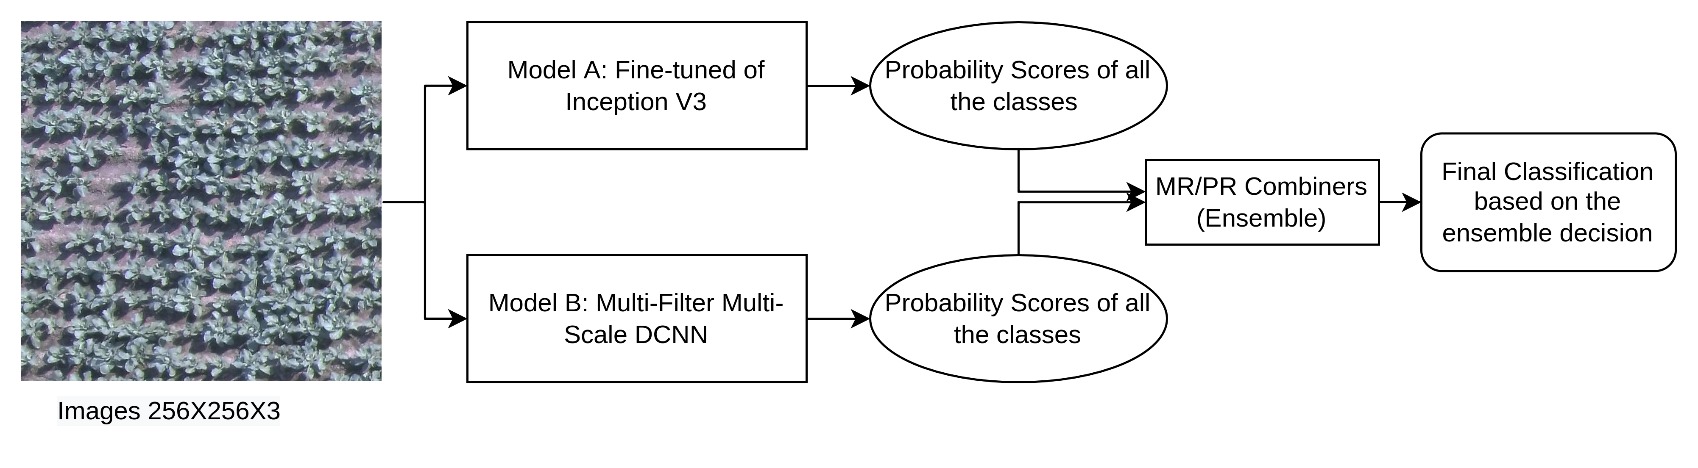 Model A: Fine-tuned of
Inception V3
Probability Scores of all
the classes
MR/PR Combiners
(Ensemble)
Final Classification
based on the
ensemble decision
Model B: Multi-Filter Multi-
Scale DCNN
Probability Scores of all
the classes
Images 256X256X3